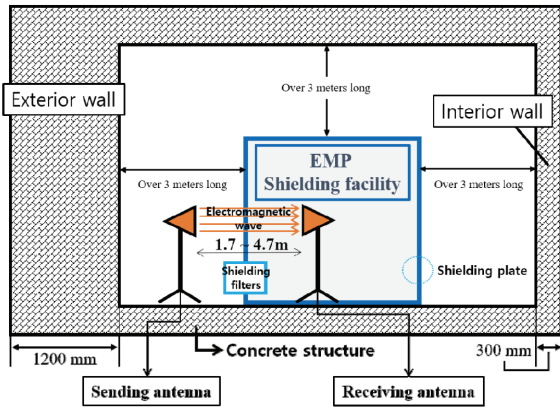 Over 3 meters long
Exterior wall
Interior wall
EMP
Shielding facility
Over 3 meters long
Over 3 meters long
Electromagnetic
wave
1.7 ~ 4.7m
Shielding
filters
Shielding plate
1200 mm
Concrete structure
300 mm
Sending antenna
Receiving antenna